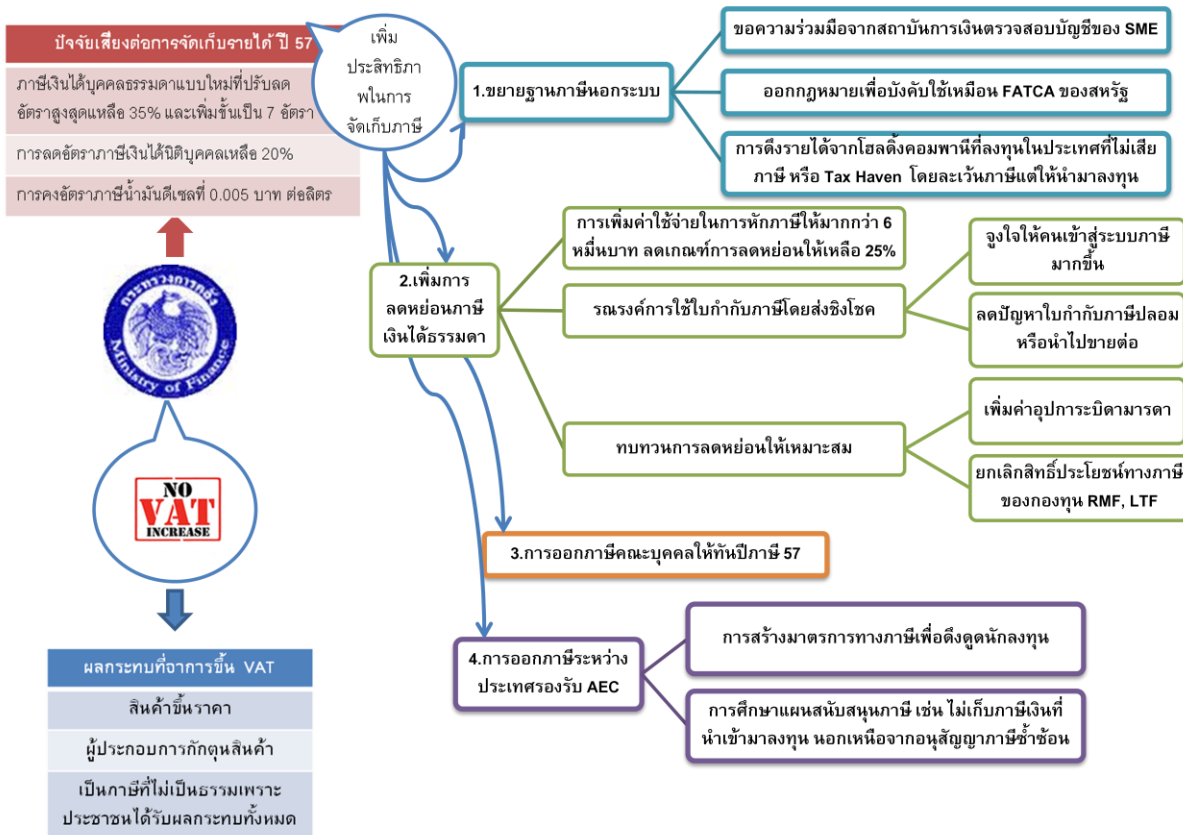 ปัจจัยเสี่ยงต่อการจัดเก็บรายได้ ปี 57
ภาษีเงินได้บุคคลธรรมดาแบบใหม่ที่ปรับลด
อัตราสูงสุดแหลือ 35% และเพิ่มขั้นเป็น 7 อัตรา
การลดอัตราภาษีเงินได้นิติบุคคลเหลือ 20%
การคงอัตราภาษีน้ำมันดีเซลที่ 0.005 บาท ต่อลิตร
กระทรวงการคลัง
Ministry of Finance
NO
VAT
INCREASE
ผลกระทบที่จาการขึ้น VAT
สินค้าขึ้นราคา
ผู้ประกอบการกักตุนสินค้า
เป็นภาษีที่ไม่เป็นธรรมเพราะ
ประชาชนได้รับผลกระทบทั้งหมด
เพิ่ม
ประสิทธิภา
พในการ
จัดเก็บภาษี
1.ขยายฐานภาษีนอกระบบ
ขอความร่วมมือจากสถาบันการเงินตรวจสอบบัญชีของ SME
ออกกฎหมายเพื่อบังคับใช้เหมือน FATCA ของสหรัฐ
การดึงรายได้จากโฮลดิ้งคอมพานีที่ลงทุนในประเทศที่ไม่เสีย
ภาษี หรือ Tax Haven โดยละเว้นภาษีแต่ให้นำมาลงทุน
2.เพิ่มการ
ลดหย่อนภาษี
เงินได้ธรรมดา
การเพิ่มค่าใช้จ่ายในการหักภาษีให้มากกว่า 6
หมื่นบาท ลดเกณฑ์การลดหย่อนให้เหลือ 25%
รณรงค์การใช้ใบกำกับภาษีโดยส่งชิงโชค
จูงใจให้คนเข้าสู่ระบบภาษี
มากขึ้น
ลดปัญหาใบกำกับภาษีปลอม
หรือนำไปขายต่อ
ทบทวนการลดหย่อนให้เหมาะสม
เพิ่มค่าอุปการะบิดามารดา
ยกเลิกสิทธิ์ประโยชน์ทางภาษี
ของกองทุน RMF, LTF
3.การออกภาษีคณะบุคคลให้ทันปีภาษี 57
4.การออกภาษีระหว่าง
ประเทศรองรับ AEC
การสร้างมาตรการทางภาษีเพื่อดึงดูดนักลงทุน
การศึกษาแผนสนับสนุนภาษี เช่น ไม่เก็บภาษีเงินที่
นำเข้ามาลงทุน นอกเหนือจากอนุสัญญาภาษีซ้ำซ้อน